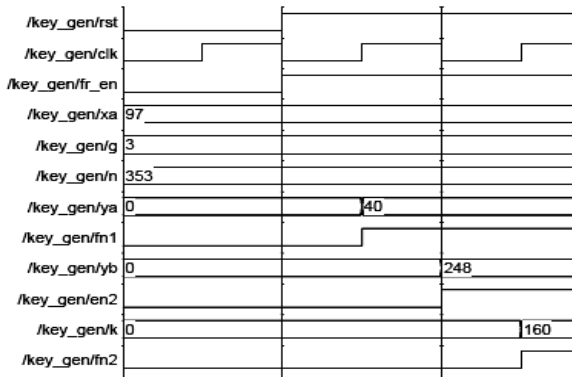 /key_gen/rst
/key_gen/clk
/key_gen/fr_en
/key_gen/xa 97
/key_gen/g 3
/key_gen/n 353
/key_gen/ya 0 40
/key_gen/fn1
/key_gen/yb 0 248
/key_gen/en2
/key_gen/k 0 160
/key_gen/fn2